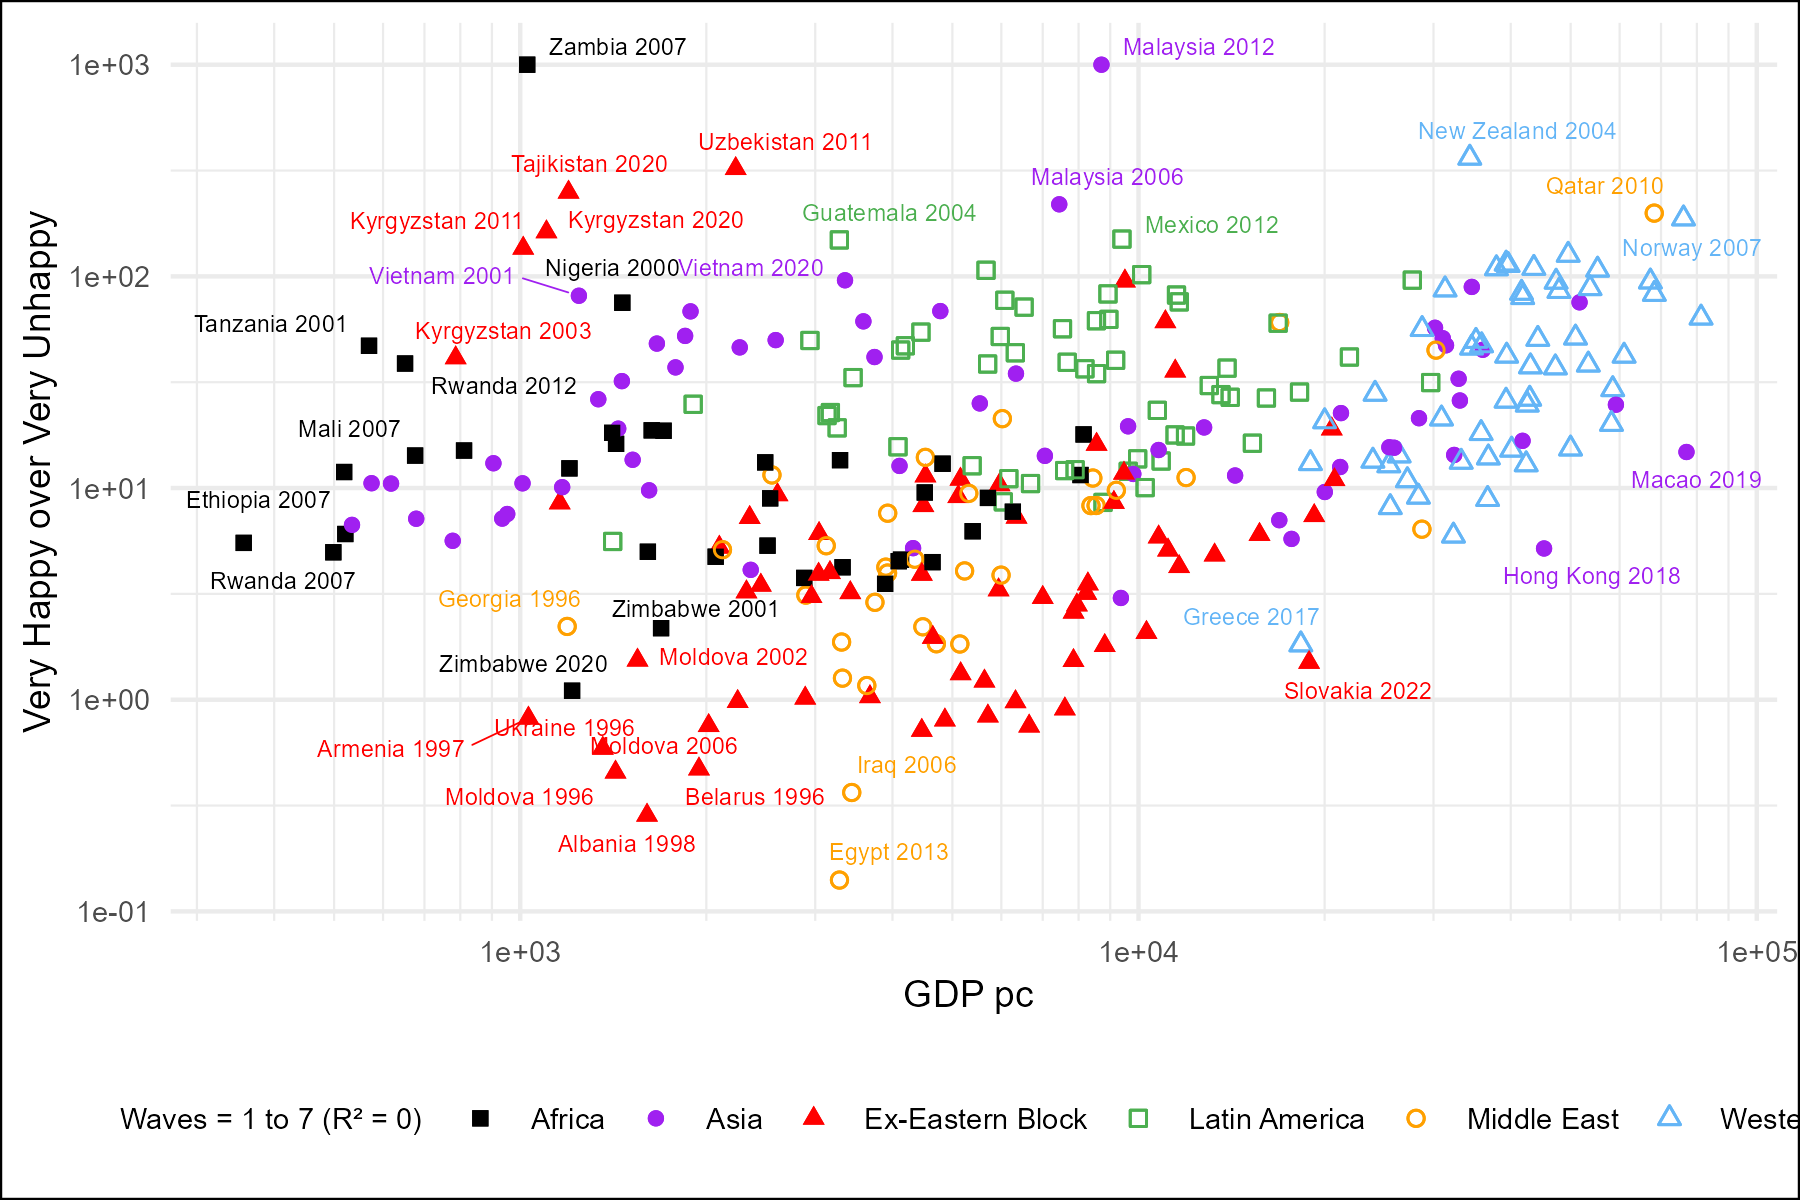 Zambia 2007
Malaysia 2012
1e+03
New Zealand 2004
Uzbekistan 2011
Tajikistan 2020
Malaysia 2006
Qatar 2010
Guatemala 2004
Kyrgyzstan 2011
Kyrgyzstan 2020
Mexico 2012
Norway 2007
1e+02
Vietnam 2001
Nigeria 2000
Vietnam 2020
Tanzania 2001
Kyrgyzstan 2003
Rwanda 2012
Mali 2007
Very Happy over Very Unhappy
1e+01
Macao 2019
Ethiopia 2007
Rwanda 2007
Hong Kong 2018
Georgia 1996
Zimbabwe 2001
Greece 2017
Zimbabwe 2020
Moldova 2002
Slovakia 2022
1e+00
Ukraine 1996
Armenia 1997
Moldova 2006
Iraq 2006
Moldova 1996
Belarus 1996
Albania 1998
Egypt 2013
1e-01
1e+03
1e+04
1e+05
GDP pc
Waves = 1 to 7 (R² = 0)
Africa
Asia
Ex-Eastern Block
Latin America
Middle East
Weste